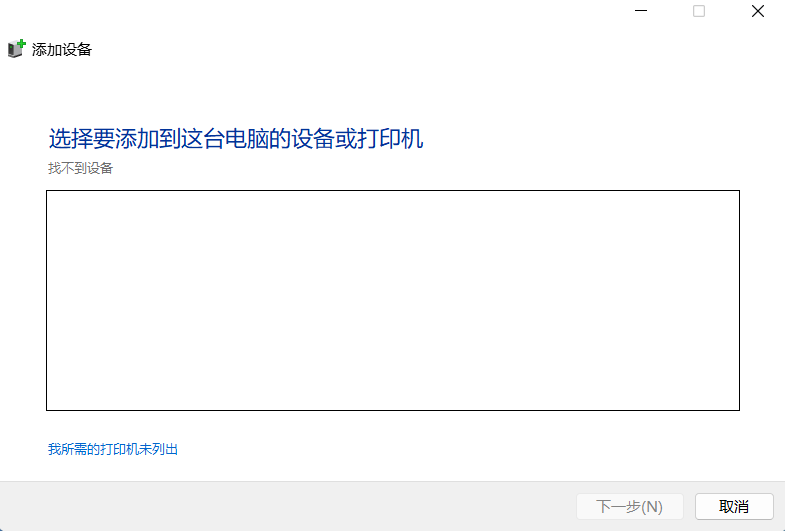 添加设备
选择要添加到这台电脑的设备或打印机
找不到设备
我所需的打印机未列出
下一步(N)
取消